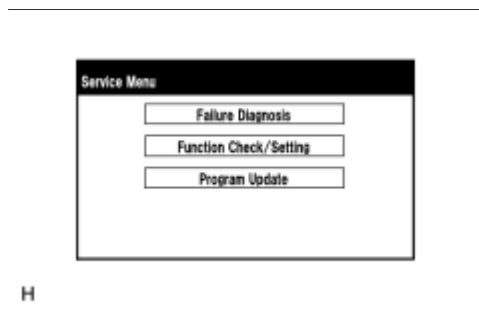 Service Menu
Failure Diagnosis
Function Check/Setting
Program Update
H